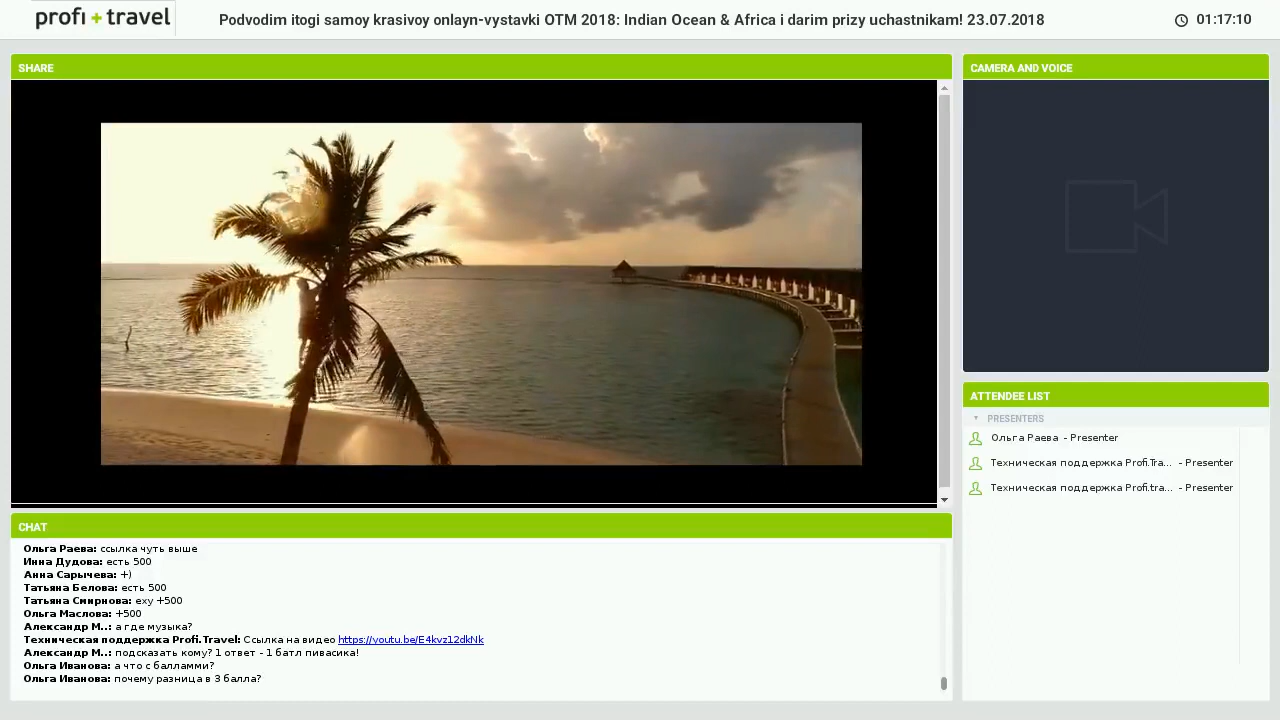 profi + travel
Podvodim itogi samoy krasivoy onlayn-vystavki OTM 2018: Indian Ocean & Africa i darim prizy uchastnikam! 23.07.2018
01:17:10
SHARE
CAMERA AND VOICE
ATTENDEE LIST
PRESENTERS
Ольга Раева - Presenter
Техническая поддержка Profi.Tra... - Presenter
Техническая поддержка Profi.tra... - Presenter
CHAT
Ольга Раева: ссылка чуть выше
Инна Дудова: есть 500
Анна Сарычева: +)
Татьяна Белова: есть 500
Татьяна Смирнова: еху +500
Ольга Маслова: +500
Александр М..: а где музыка?
Техническая поддержка Profi.Travel: Ссылка на видео https://youtu.be/E4kvz12dkNk
Александр М..: подсказать кому? 1 ответ - 1 батл пивасика!
Ольга Иванова: а что с балламми?
Ольга Иванова: почему разница в 3 балла?